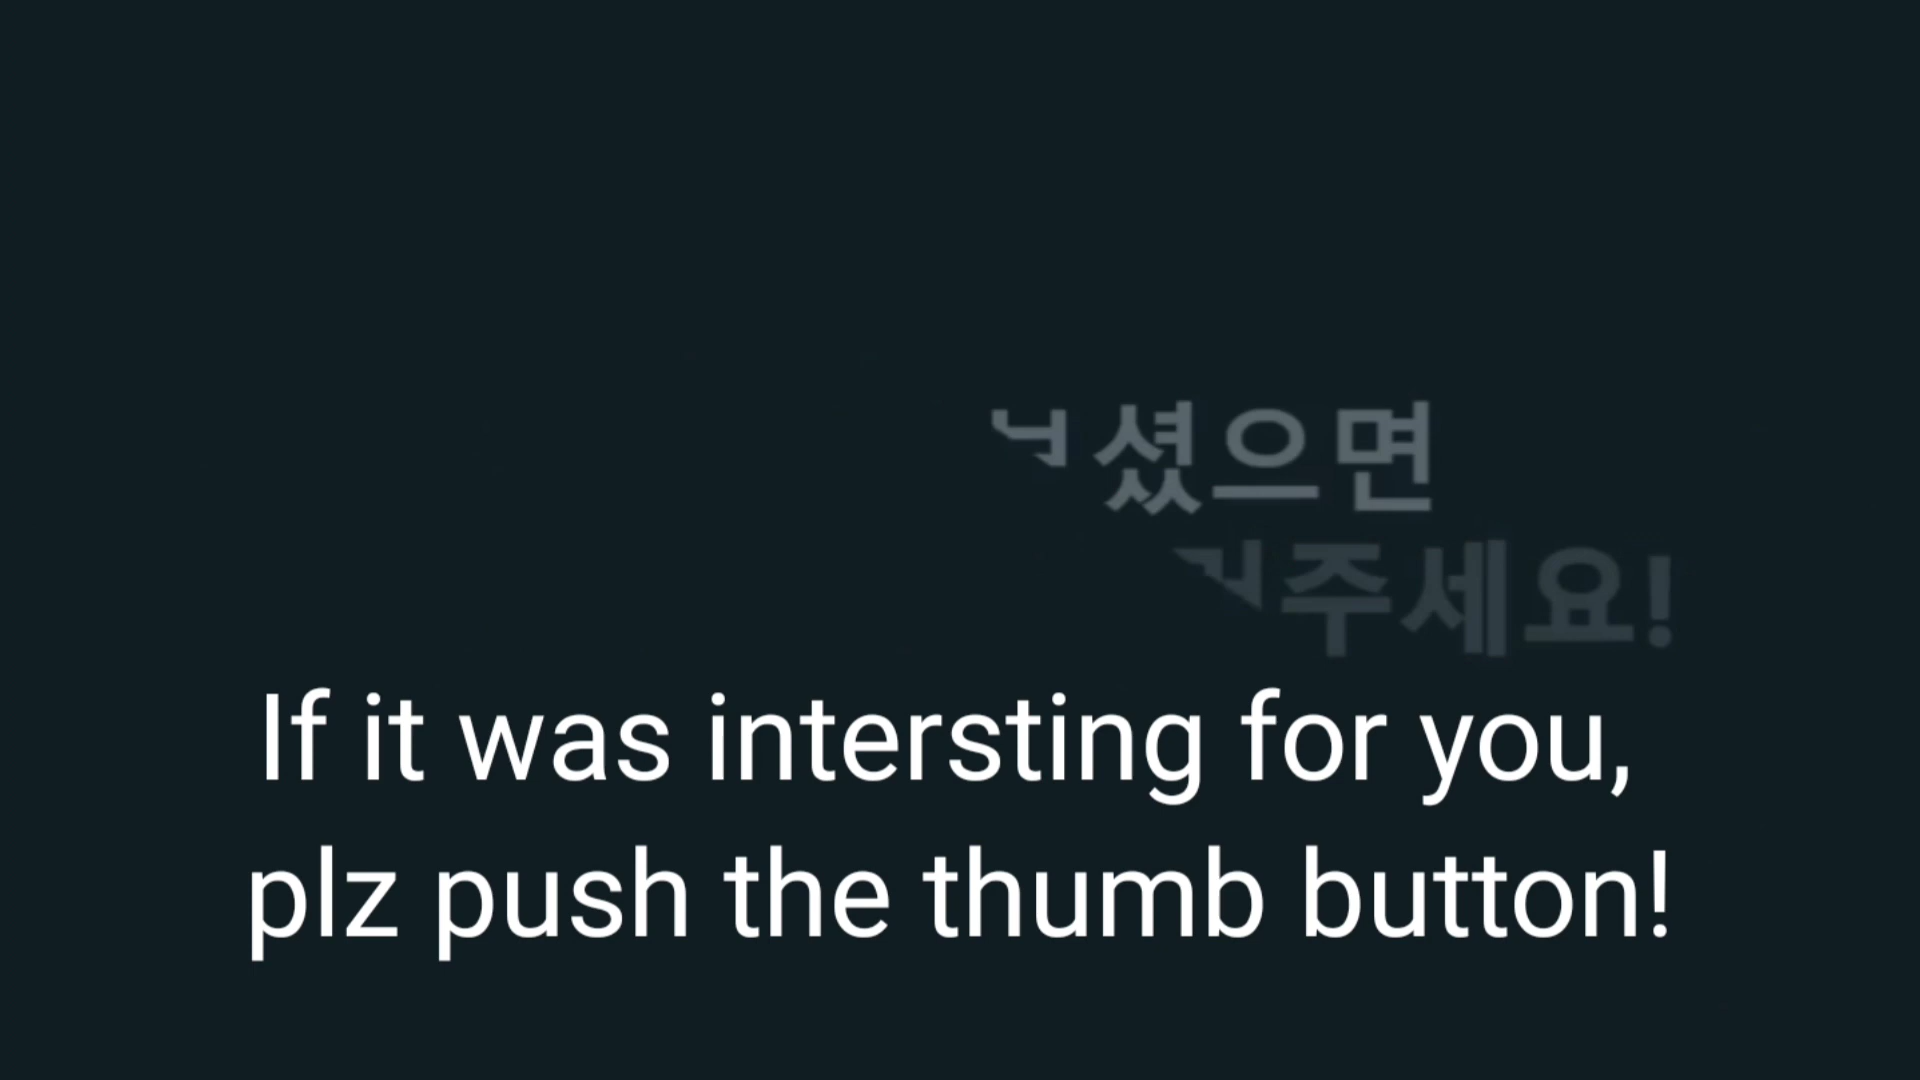 셨으면
주세요!
If it was intersting for you,
plz push the thumb button!